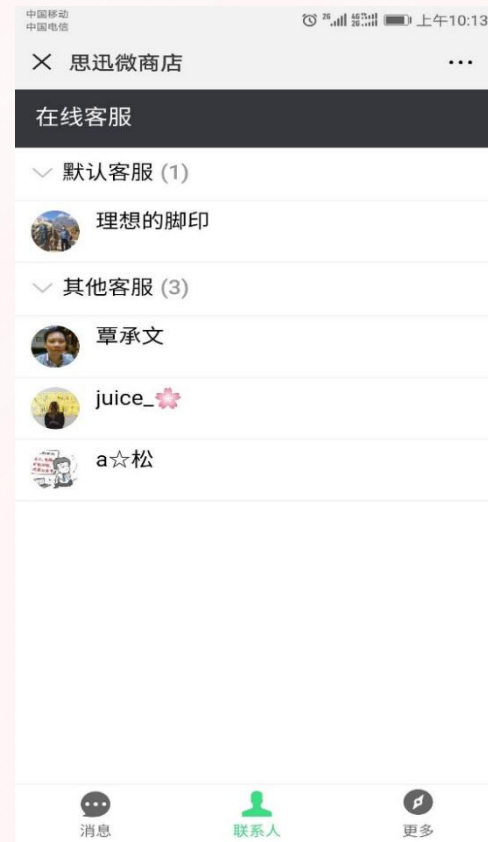 中国移动
中国电信
上午10:13
思迅微商店
在线客服
默认客服 (1)
理想的脚印
其他客服 (3)
覃承文
juice_🌸
a☆松
消息
联系人
更多